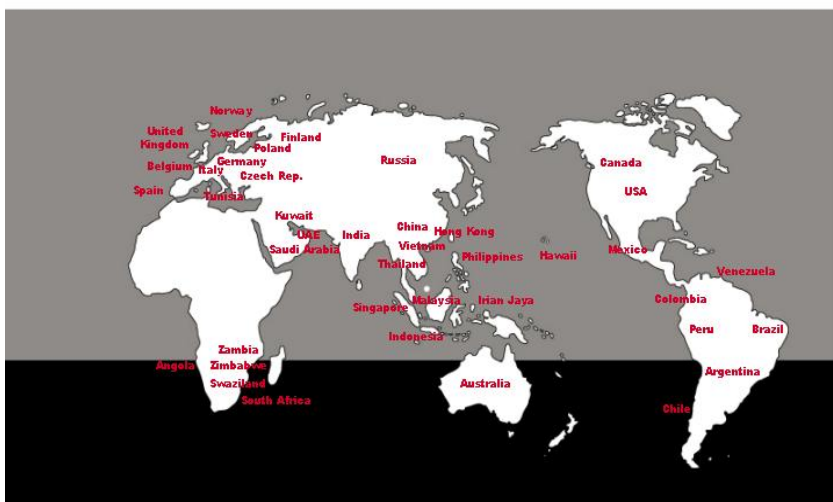 Norway
United
Kingdom
Sweden
Finland
Poland
Belgium
Germany
Italy
Czech Rep.
Spain
Tunisia
Russia
Canada
USA
Kuwait
UAE
Saudi Arabia
India
China
Hong Kong
Vietnam
Thailand
Philippines
Hawaii
Mexico
Venezuela
Singapore
Malaysia
Irian Jaya
Colombia
Indonesia
Peru
Brazil
Zambia
Angola
Zimbabwe
Swaziland
South Africa
Australia
Argentina
Chile